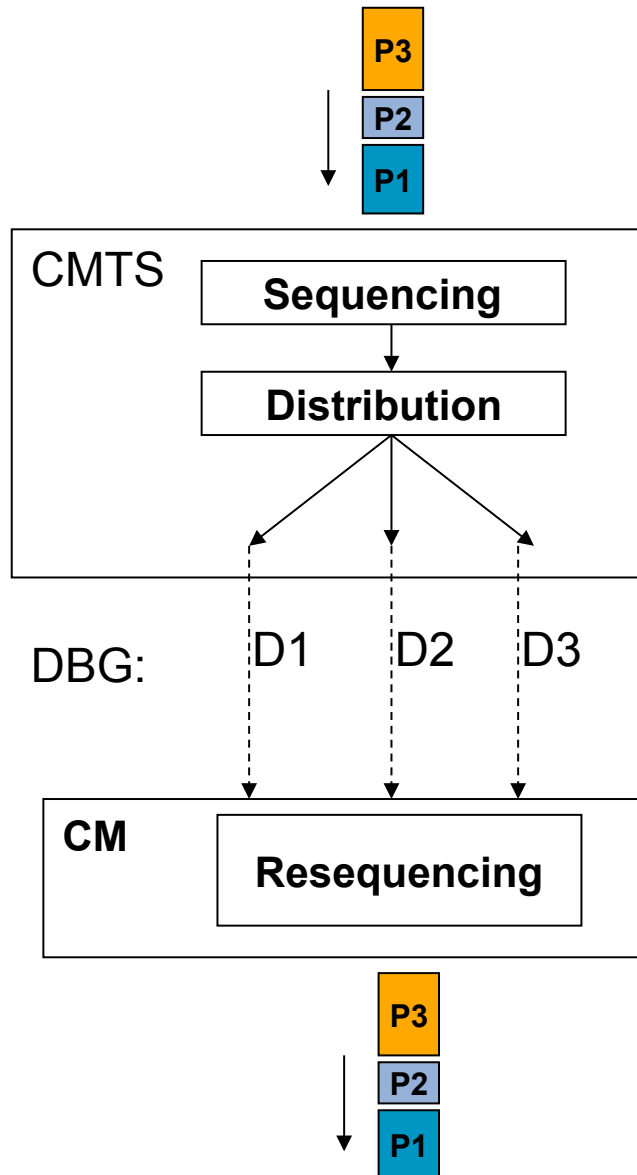 P3
P2
P1
CMTS
Sequencing
Distribution
DBG:
D1
D2
D3
CM
Resequencing
P3
P2
P1